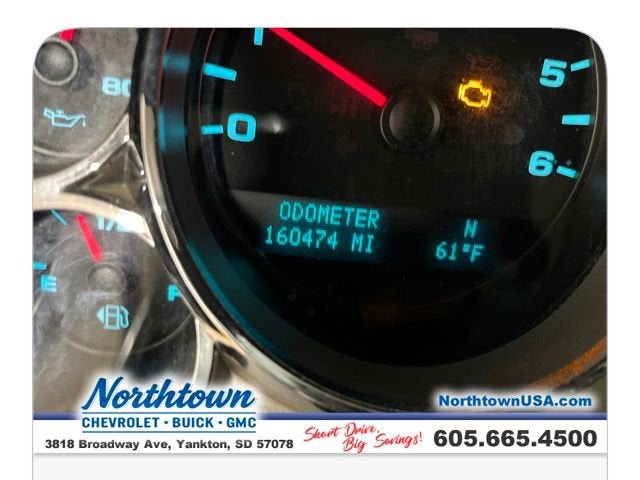 80
5
0
6
ODOMETER
160474 MI
N
61°F
E
Northtown
CHEVROLET • BUICK • GMC
3818 Broadway Ave, Yankton, SD 57078
Short Drive, Big Savings!
NorthtownUSA.com
605.665.4500